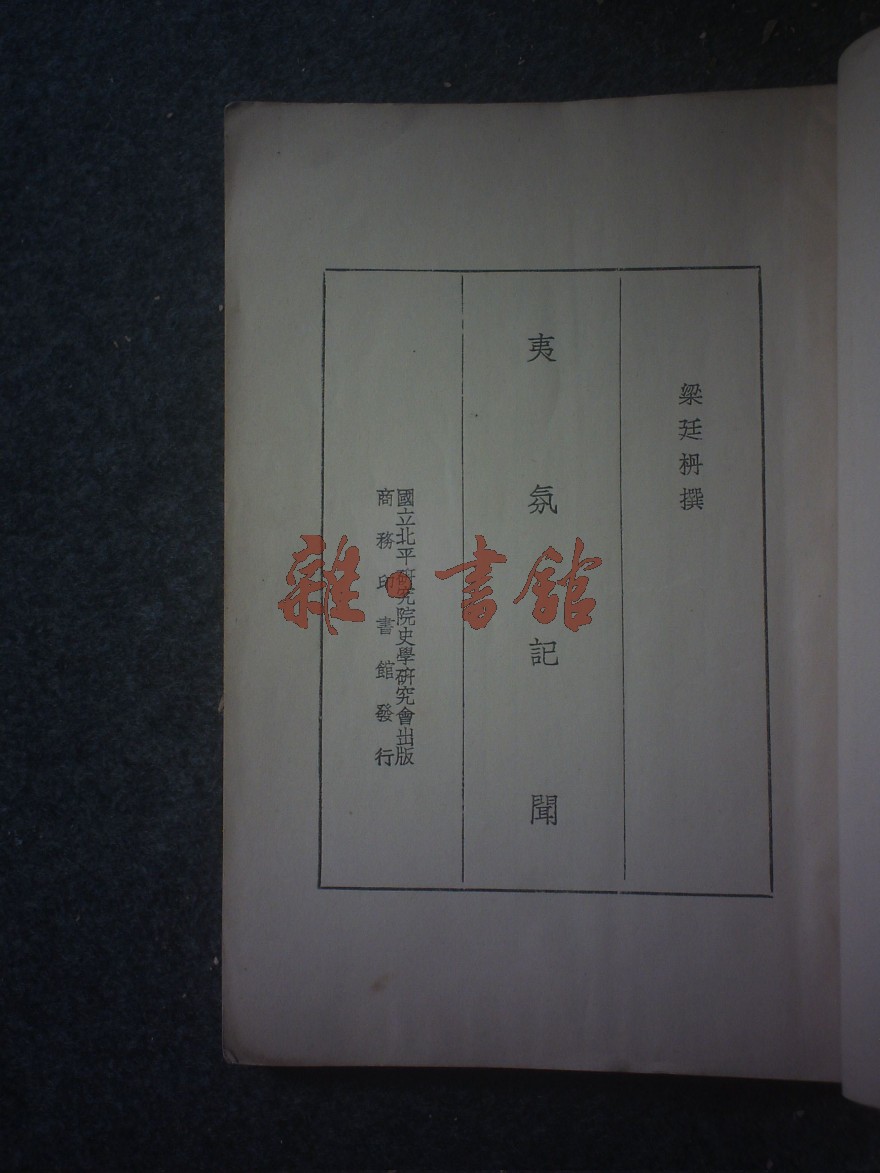 梁廷枏撰
夷氛記聞
國立北平研究院史學研究會出版
商務印書館發行
雜·書館